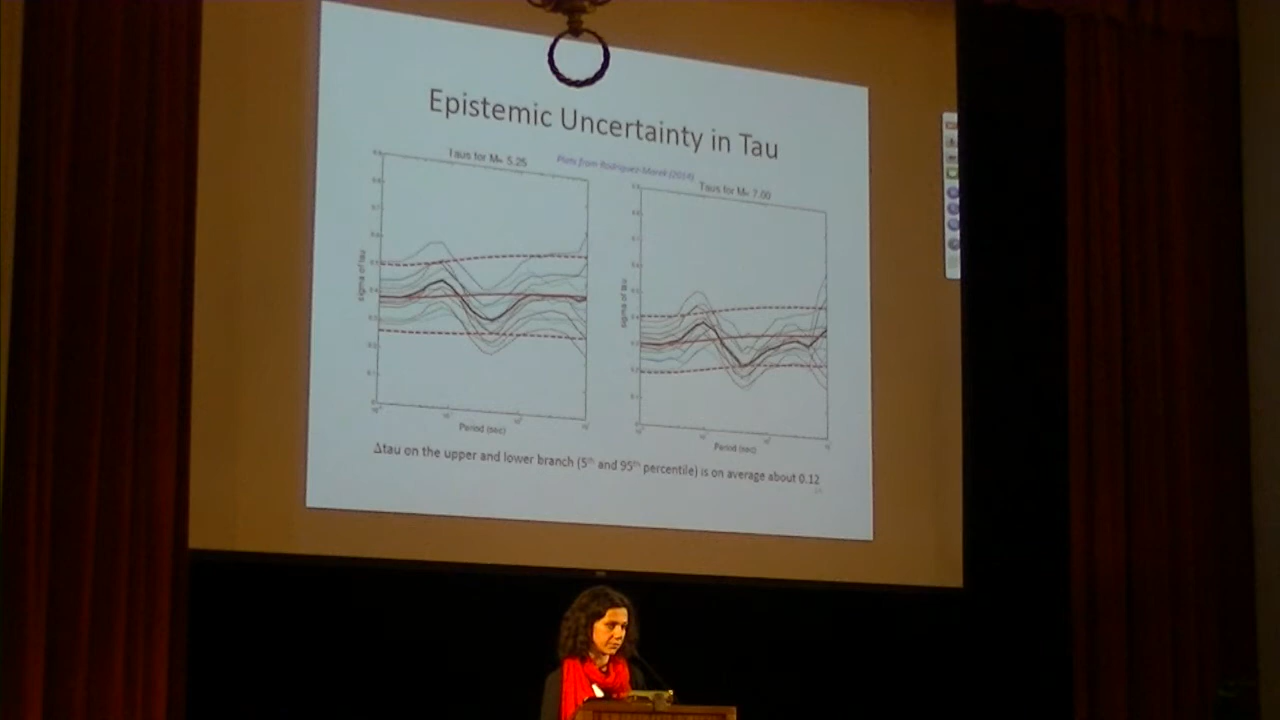 Epistemic Uncertainty in Tau
Plots from Rodriguez-Marek (2014)
Taus for M= 5.25
Taus for M= 7.00
sigma of tau
sigma of tau
Period (sec)
Period (sec)
Δtau on the upper and lower branch (5th and 95th percentile) is on average about 0.12